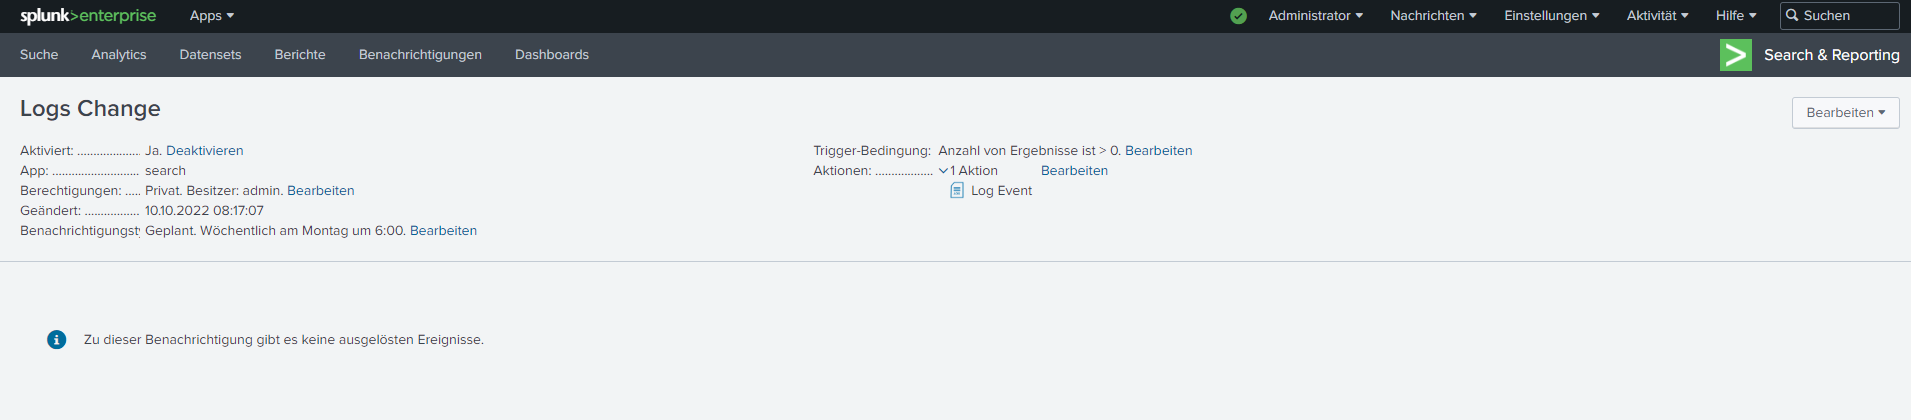 splunk>enterprise Apps Administrator Nachrichten Einstellungen Aktivität Hilfe Suchen
Suche Analytics Datensets Berichte Benachrichtigungen Dashboards Search & Reporting
Logs Change
Bearbeiten
Aktiviert: .................... Ja. Deaktivieren
App: ........................... search
Berechtigungen: ..... Privat. Besitzer: admin. Bearbeiten
Geändert: ................. 10.10.2022 08:17:07
Benachrichtigungst Geplant. Wöchentlich am Montag um 6:00. Bearbeiten
Trigger-Bedingung: Anzahl von Ergebnisse ist > 0. Bearbeiten
Aktionen: .................. 1 Aktion Bearbeiten
Log Event
Zu dieser Benachrichtigung gibt es keine ausgelösten Ereignisse.